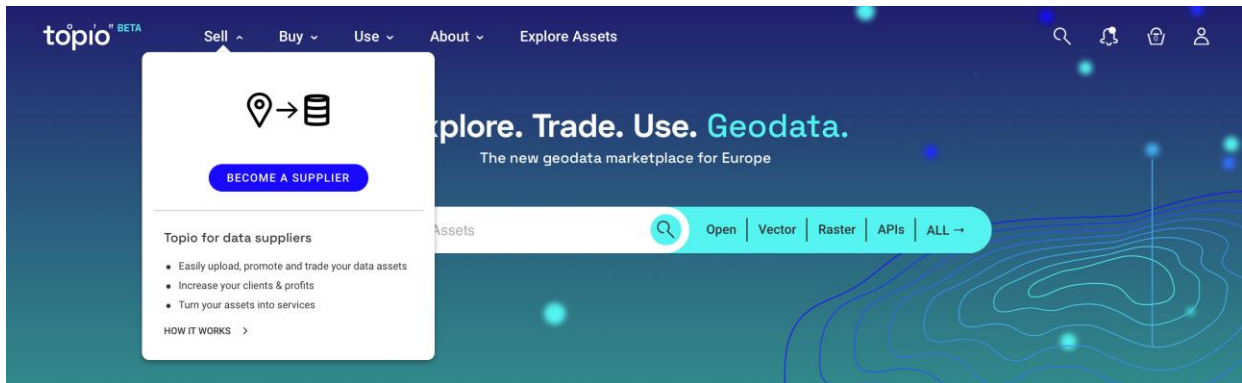 topio" BETA
Sell Buy Use About Explore Assets
0
xplore. Trade. Use. Geodata.
The new geodata marketplace for Europe
BECOME A SUPPLIER
Assets
Open | Vector | Raster | APIs | ALL →
Topio for data suppliers
• Easily upload, promote and trade your data assets
• Increase your clients & profits
• Turn your assets into services
HOW IT WORKS >